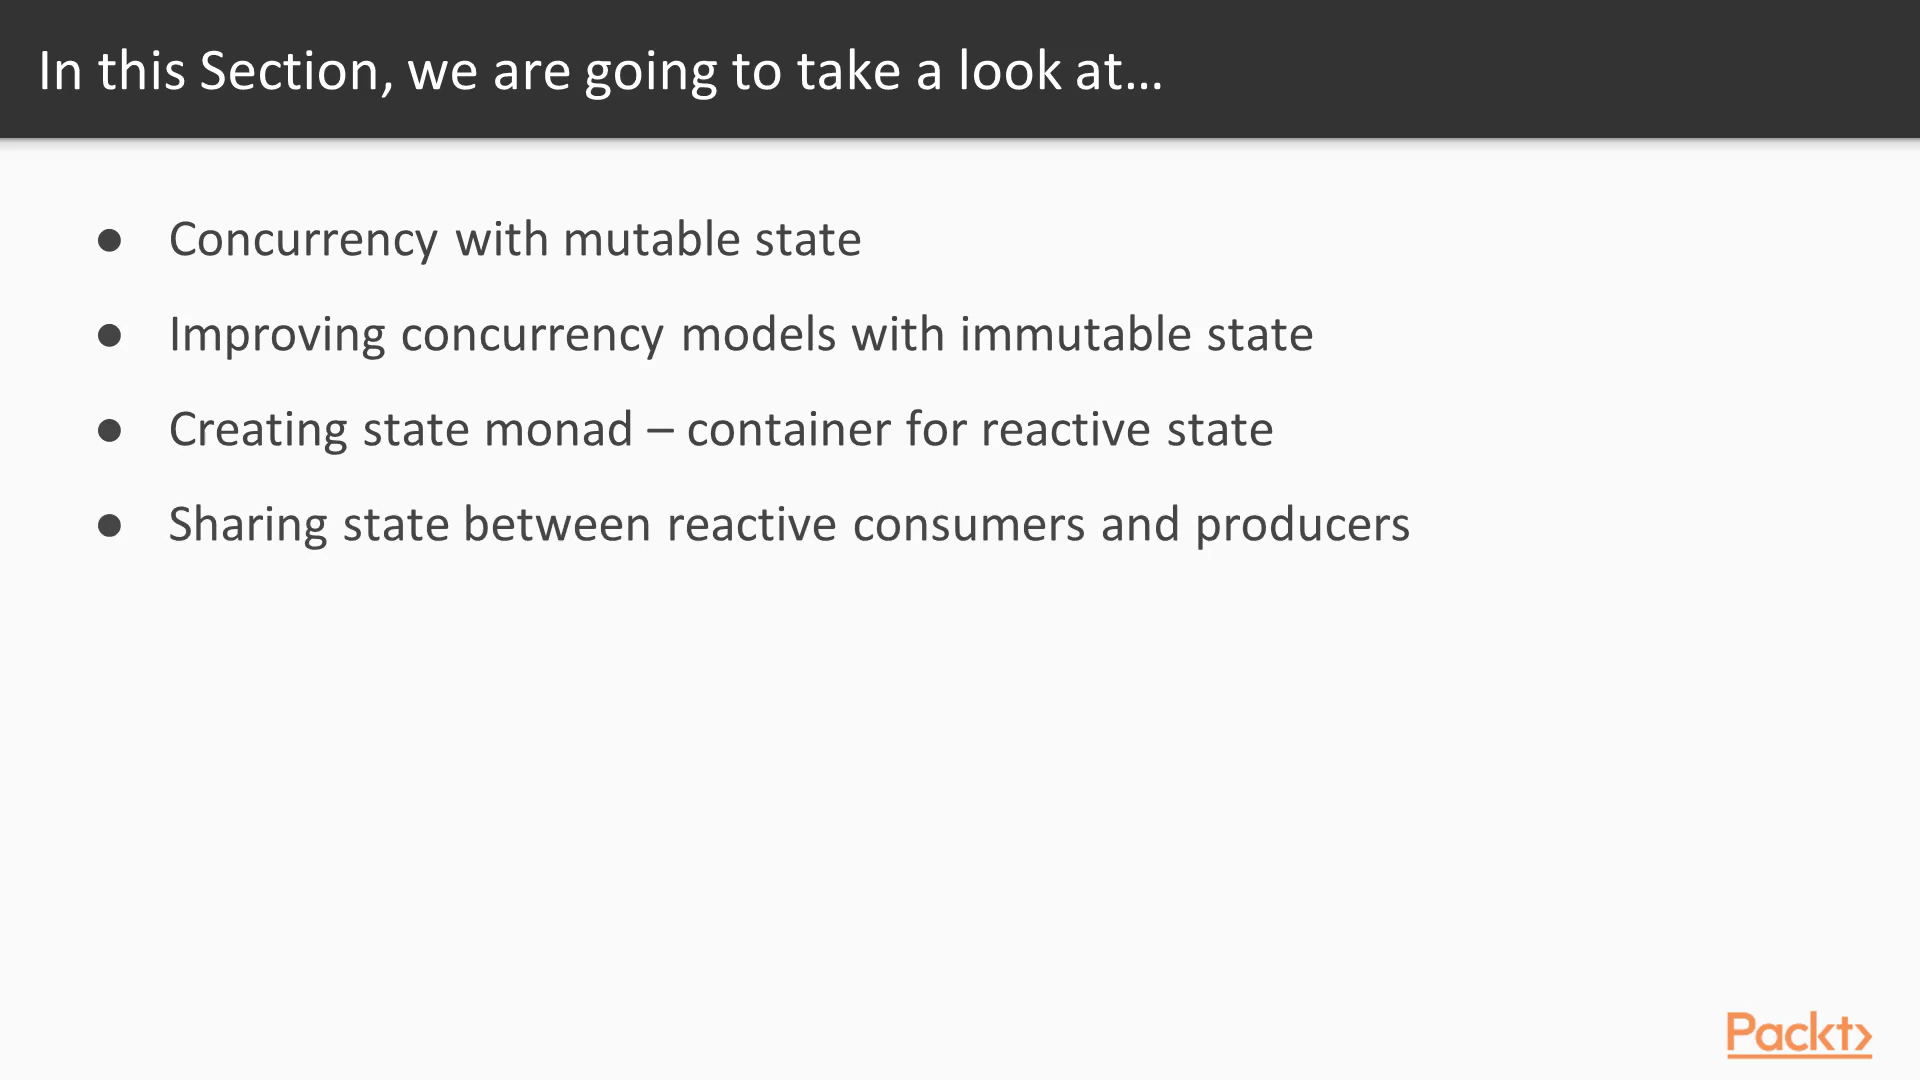 In this Section, we are going to take a look at…
● Concurrency with mutable state
● Improving concurrency models with immutable state
● Creating state monad – container for reactive state
● Sharing state between reactive consumers and producers
Packt>